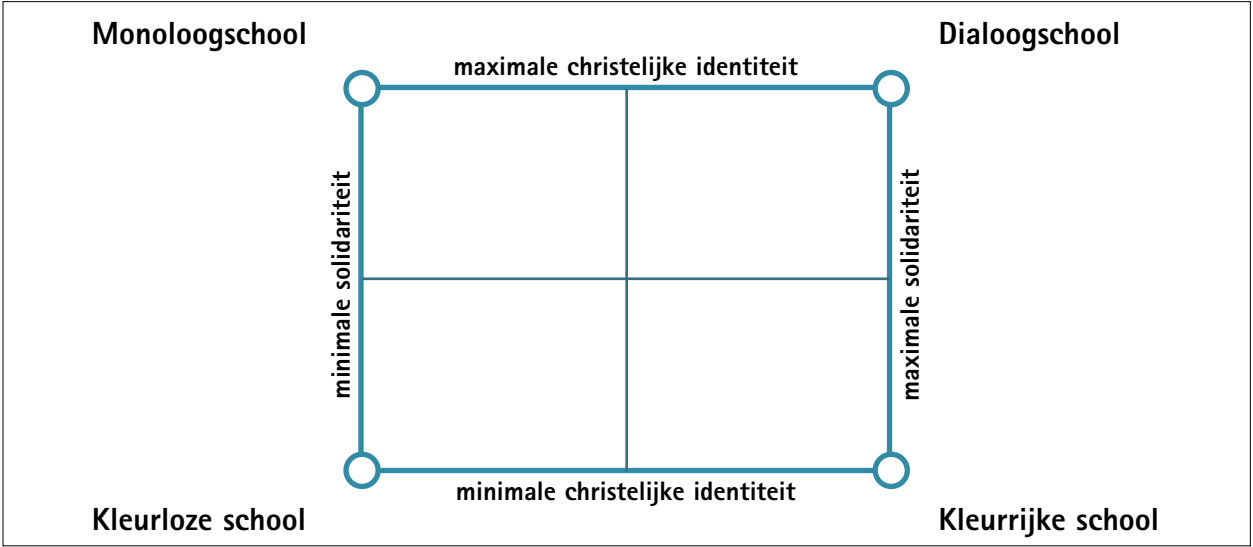 Monoloogschool
Dialoogschool
maximale christelijke identiteit
minimale solidariteit
maximale solidariteit
minimale christelijke identiteit
Kleurloze school
Kleurrijke school